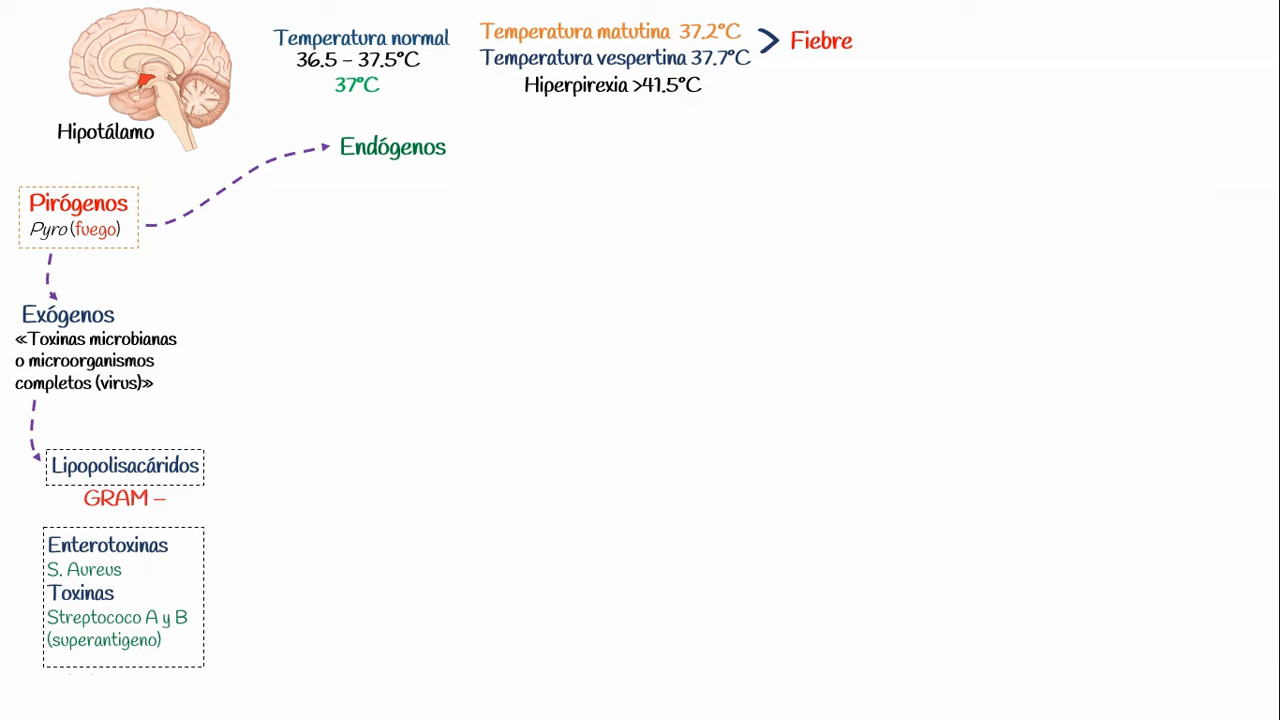 Temperatura normal
36.5 – 37.5°C
37°C
Temperatura matutina 37.2°C
Temperatura vespertina 37.7°C
> Fiebre
Hiperpirexia >41.5°C
Hipotálamo
Endógenos
Pirógenos
Pyro (fuego)
Exógenos
«Toxinas microbianas
o microorganismos
completos (virus)»
Lipopolisacáridos
GRAM –
Enterotoxinas
S. Aureus
Toxinas
Streptococo A y B
(superantigeno)